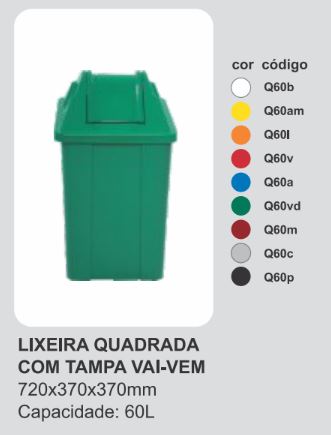 cor código
Q60b
Q60am
Q60l
Q60v
Q60a
Q60vd
Q60m
Q60c
Q60p
LIXEIRA QUADRADA
COM TAMPA VAI-VEM
720x370x370mm
Capacidade: 60L